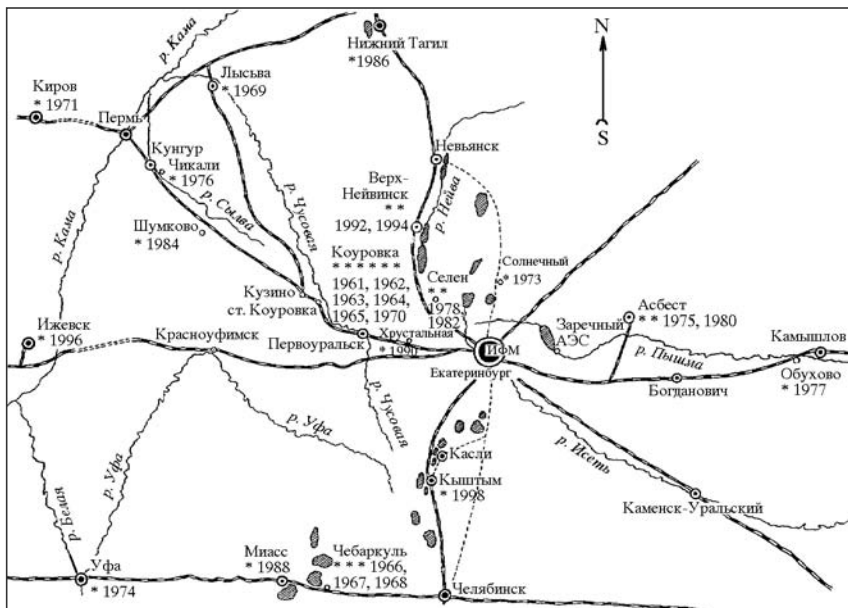 р. Кама
N
Нижний Тагил
*1986
Лысьва
* 1969
Киров
* 1971
S
Пермь
Невьянск
Кунгур
Чикали
* 1976
Верх-
Нейвинск
* *
1992, 1994
р. Нейва
р. Сылва
р. Чусовая
р. Кама
Шумково
* 1984
Коуровка
* * * * * *
1961, 1962,
1963, 1964,
1965, 1970
Селен
* *
1978,
1982
Солнечный
* 1973
Кузино
ст. Коуровка
Асбест
* * 1975, 1980
Заречный
АЭС
Ижевск
* 1996
Красноуфимск
Первоуральск
Хрустальная
* 1990
ИФМ
Екатеринбург
Камышлов
р. Пышма
Обухово
* 1977
Богданович
р. Чусовая
р. Уфа
р. Уфа
р. Исеть
Касли
Кыштым
* 1998
Каменск-Уральский
р. Белая
Уфа
* 1974
Миасс
* 1988
Чебаркуль
* * * 1966,
1967, 1968
Челябинск